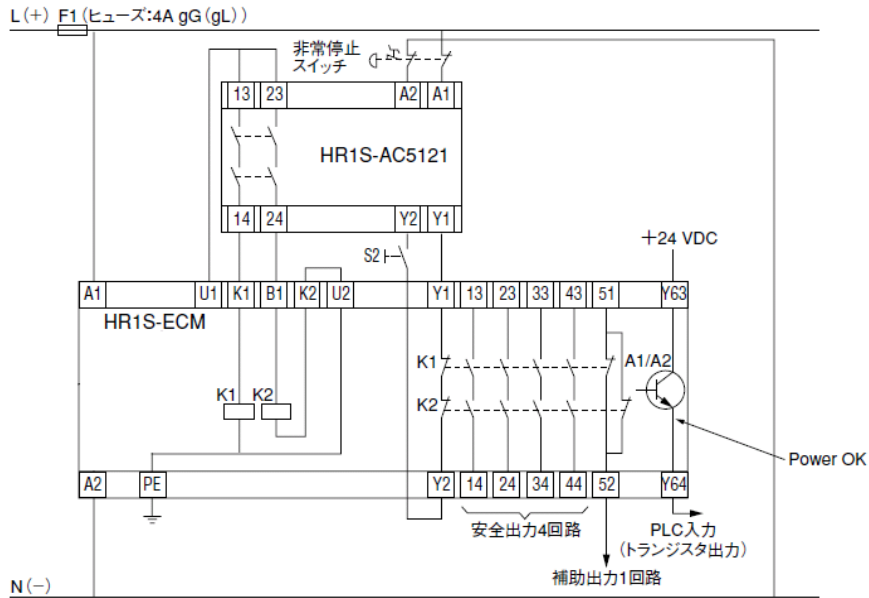 L(+) F1(ヒューズ:4A gG(gL))
非常停止
スイッチ
13 23 A2 A1
HR1S-AC5121
14 24 Y2 Y1
S2
+24 VDC
A1 U1 K1 B1 K2 U2 Y1 13 23 33 43 51 Y63
HR1S-ECM
K1 A1/A2
K1 K2 K2
Power OK
A2 PE Y2 14 24 34 44 52 Y64
安全出力4回路
PLC入力
(トランジスタ出力)
補助出力1回路
N(−)